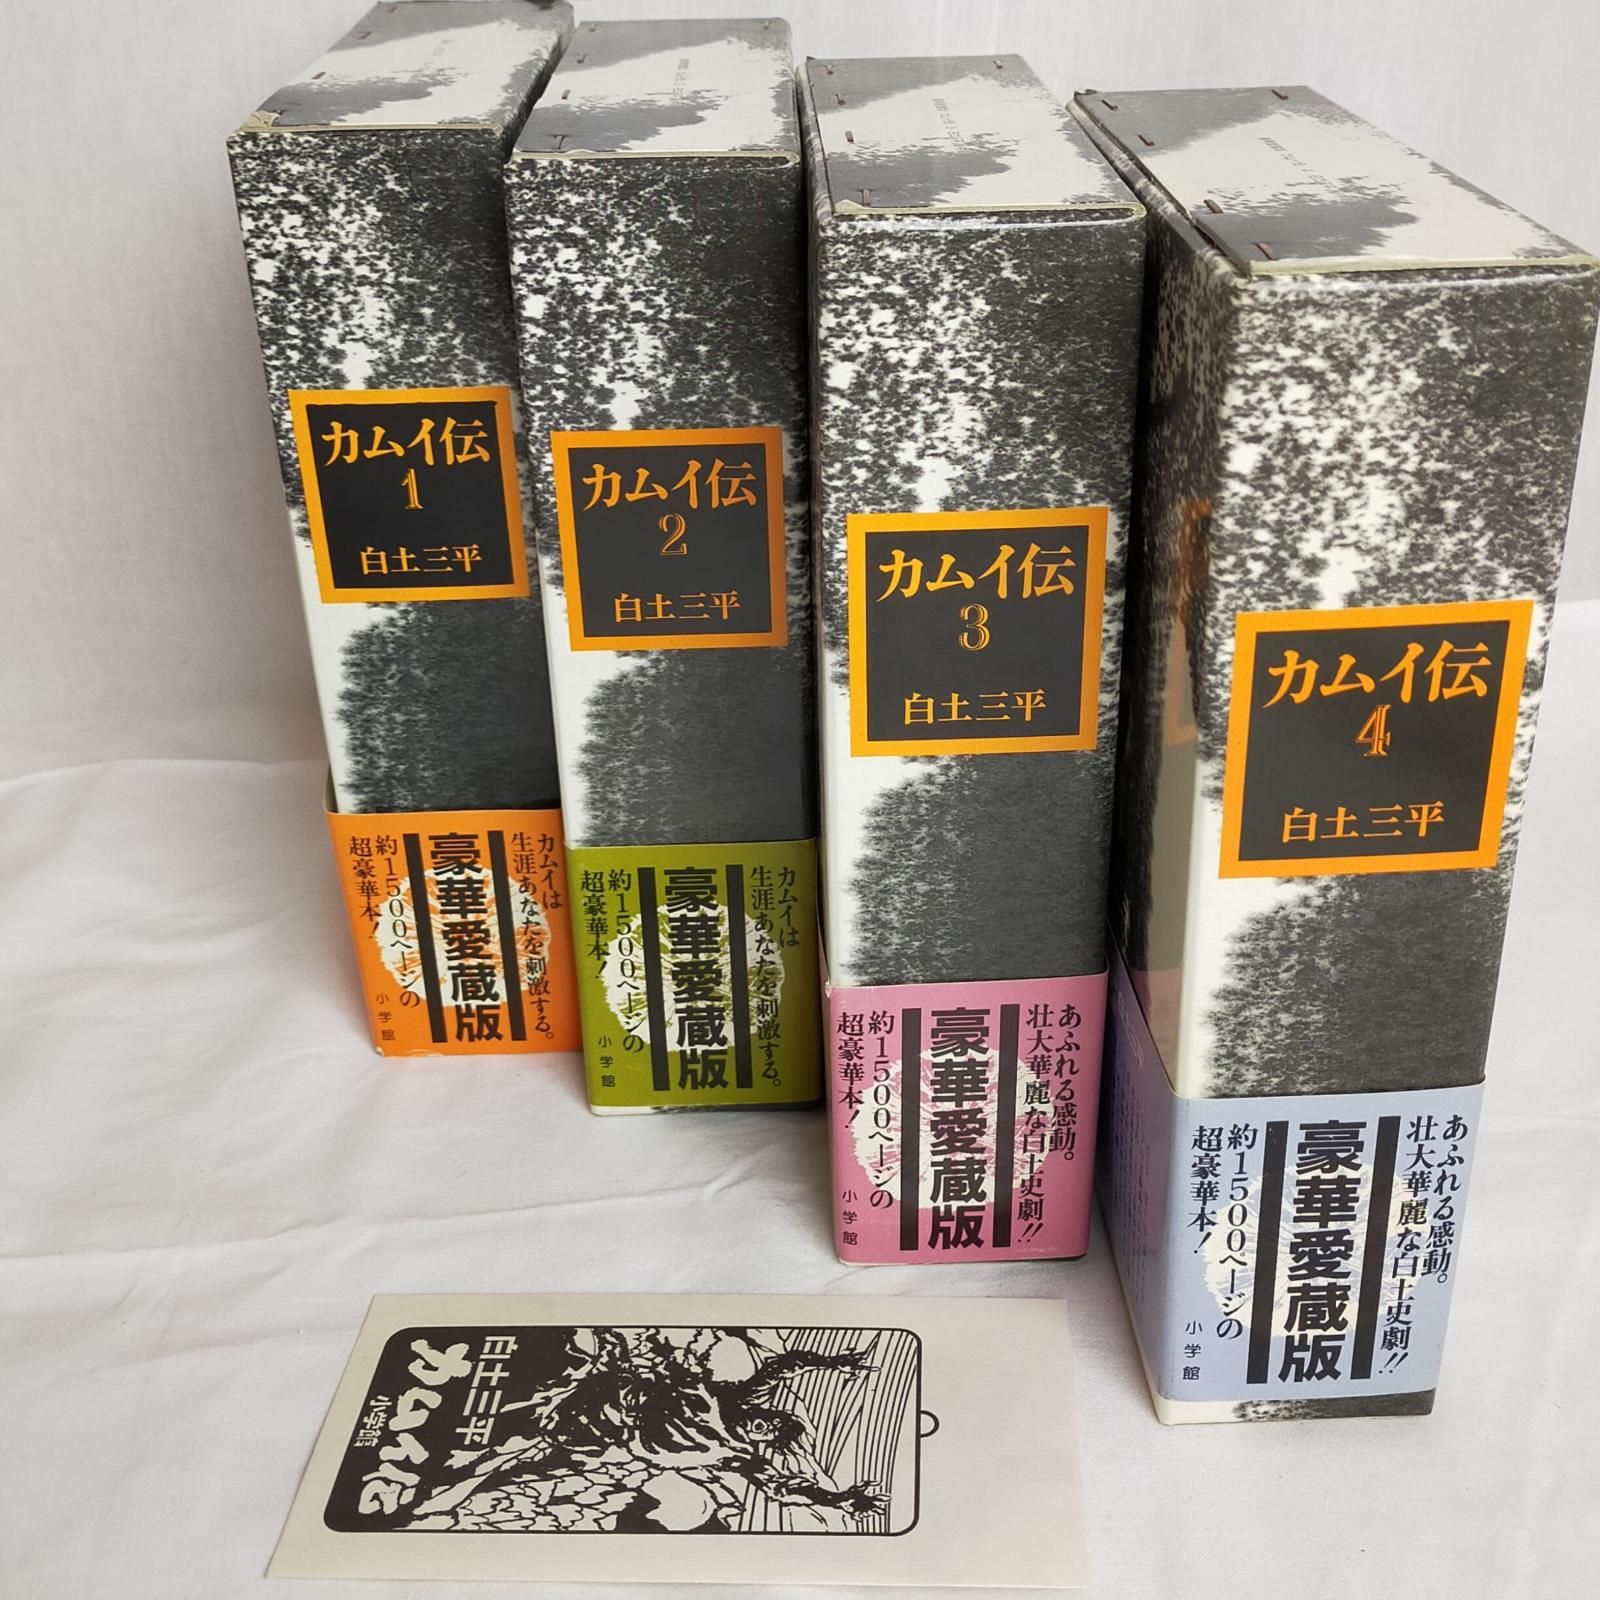 カムイ伝
1
白土三平
カムイは
生涯あなたを刺激する。
豪華愛蔵版
約1500ページの
超豪華本!
小学館
カムイ伝
2
白土三平
カムイは
生涯あなたを刺激する。
豪華愛蔵版
約1500ページの
超豪華本!
小学館
カムイ伝
3
白土三平
あふれる感動。
壮大華麗な白土史劇!!
豪華愛蔵版
約1500ページの
超豪華本!
小学館
カムイ伝
4
白土三平
あふれる感動。
壮大華麗な白土史劇!!
豪華愛蔵版
約1500ページの
超豪華本!
小学館
白土三平
カムイ伝
小学館